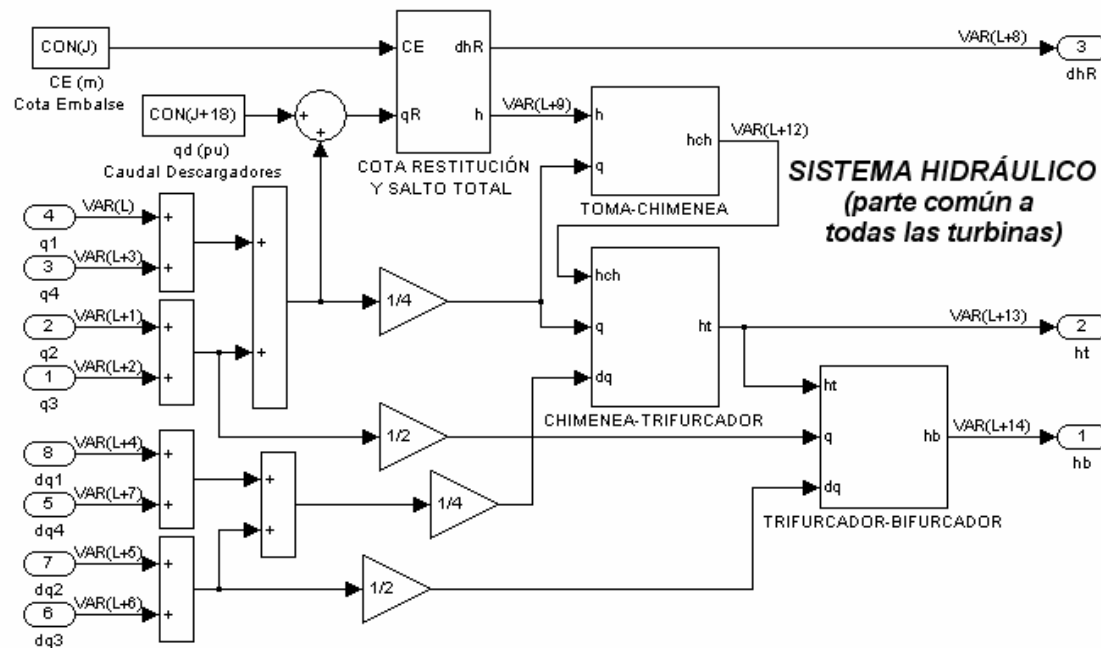 CON(J)
CE (m)
Cota Embalse
CON(J+18)
qd (pu)
Caudal Descargadores
+
+
CE
qR
dhR
h
COTA RESTITUCIÓN
Y SALTO TOTAL
VAR(L+8)
3
dhR
VAR(L+9)
h
q
hch
TOMA-CHIMENEA
VAR(L+12)
SISTEMA HIDRÁULICO
(parte común a
todas las turbinas)
4
q1
VAR(L)
3
q4
VAR(L+3)
+
+
2
q2
VAR(L+1)
1
q3
VAR(L+2)
+
+
+
+
1/4
hch
q
dq
ht
CHIMENEA-TRIFURCADOR
VAR(L+13)
2
ht
1/2
ht
q
dq
hb
TRIFURCADOR-BIFURCADOR
VAR(L+14)
1
hb
8
dq1
VAR(L+4)
5
dq4
VAR(L+7)
+
+
+
+
1/4
7
dq2
VAR(L+5)
6
dq3
VAR(L+6)
+
+
1/2